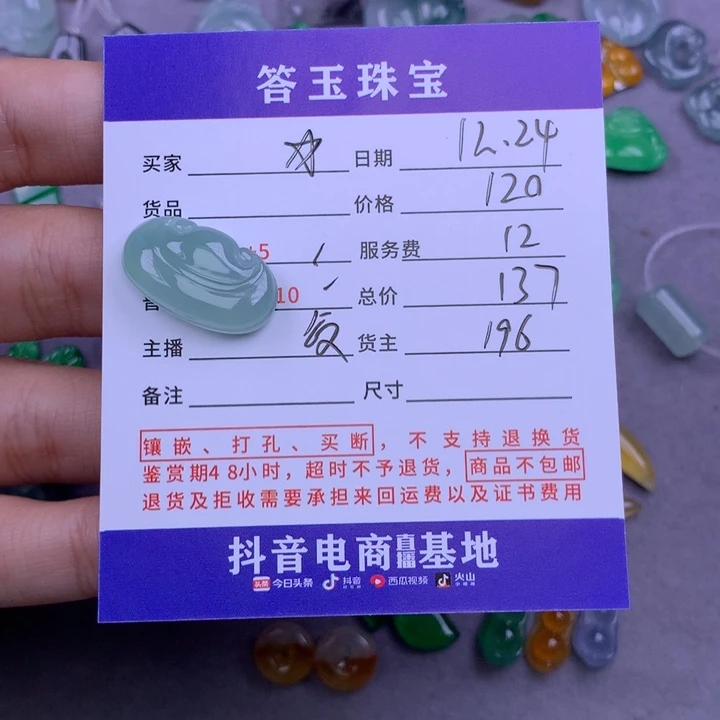 答玉珠宝
买家 日期 12.24
货品 价格 120
+5 服务费 12
10 总价 137
主播 货主 196
备注 尺寸
镶嵌、打孔、买断，不支持退换货
鉴赏期48小时，超时不予退货，商品不包邮
退货及拒收需要承担来回运费以及证书费用
抖音电商直播基地
头条 今日头条 抖音 西瓜视频 火山